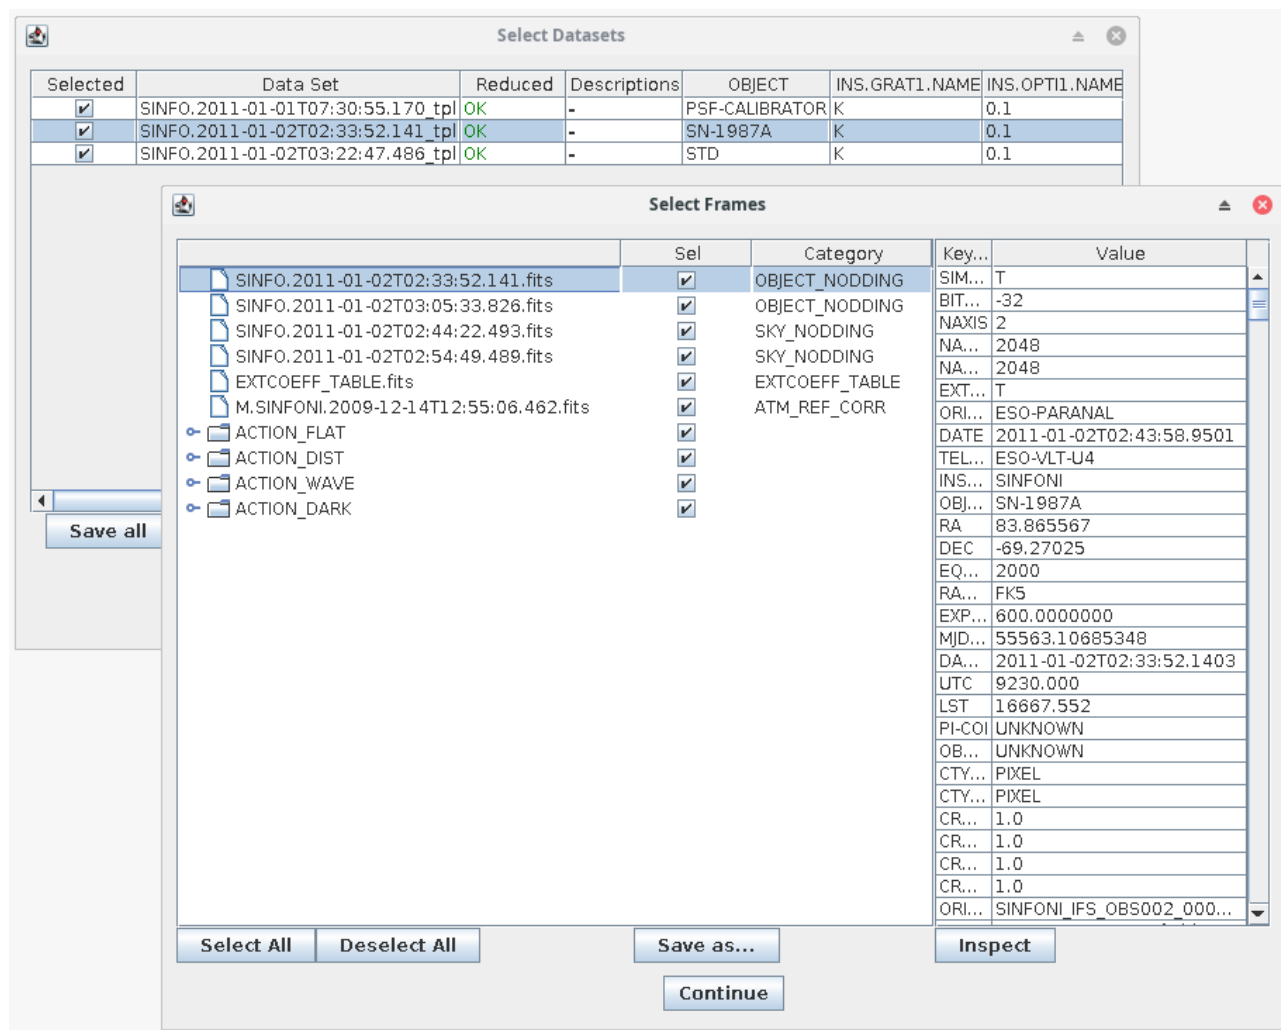 Select Datasets
Selected Data Set Reduced Descriptions OBJECT INS.GRAT1.NAME INS.OPTI1.NAME
SINFO.2011-01-01T07:30:55.170_tpl OK - PSF-CALIBRATOR K 0.1
SINFO.2011-01-02T02:33:52.141_tpl OK - SN-1987A K 0.1
SINFO.2011-01-02T03:22:47.486_tpl OK - STD K 0.1
Save all
Select Frames
Sel Category Key... Value
SINFO.2011-01-02T02:33:52.141.fits OBJECT_NODDING
SINFO.2011-01-02T03:05:33.826.fits OBJECT_NODDING
SINFO.2011-01-02T02:44:22.493.fits SKY_NODDING
SINFO.2011-01-02T02:54:49.489.fits SKY_NODDING
EXTCOEFF_TABLE.fits EXTCOEFF_TABLE
M.SINFONI.2009-12-14T12:55:06.462.fits ATM_REF_CORR
ACTION_FLAT
ACTION_DIST
ACTION_WAVE
ACTION_DARK
SIM... T
BIT... -32
NAXIS 2
NA... 2048
NA... 2048
EXT... T
ORI... ESO-PARANAL
DATE 2011-01-02T02:43:58.9501
TEL... ESO-VLT-U4
INS... SINFONI
OBJ... SN-1987A
RA 83.865567
DEC -69.27025
EQ... 2000
RA... FK5
EXP... 600.0000000
MJD... 55563.10685348
DA... 2011-01-02T02:33:52.1403
UTC 9230.000
LST 16667.552
PI-COI UNKNOWN
OB... UNKNOWN
CTY... PIXEL
CTY... PIXEL
CR... 1.0
CR... 1.0
CR... 1.0
CR... 1.0
ORI... SINFONI_IFS_OBS002_000...
Select All Deselect All Save as... Inspect
Continue